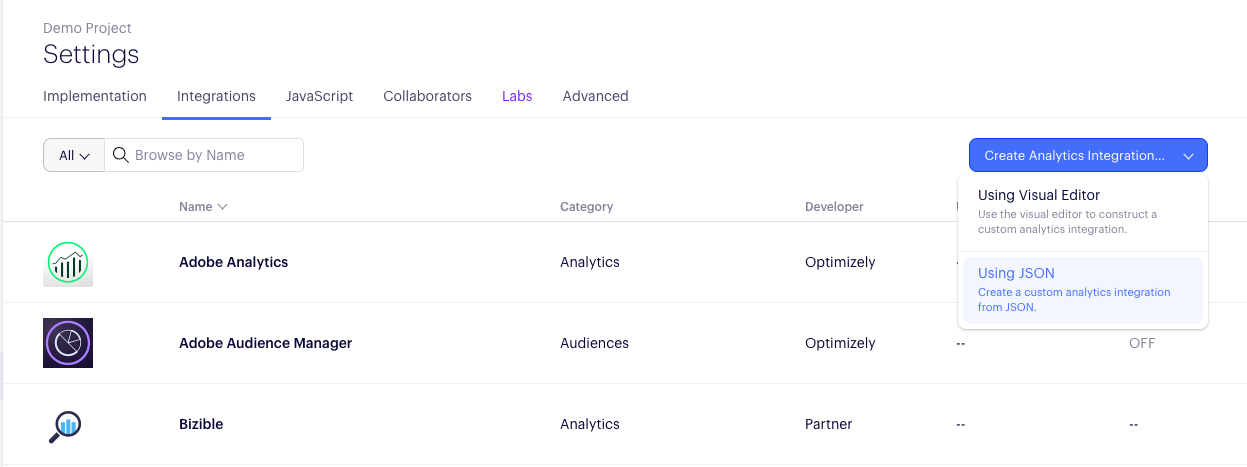 Demo Project
Settings
Implementation Integrations JavaScript Collaborators Labs Advanced
All Browse by Name Create Analytics Integration...
Using Visual Editor
Use the visual editor to construct a
custom analytics integration.
Using JSON
Create a custom analytics integration
from JSON.
Name Category Developer
Adobe Analytics Analytics Optimizely
Adobe Audience Manager Audiences Optimizely -- OFF
Bizible Analytics Partner -- --